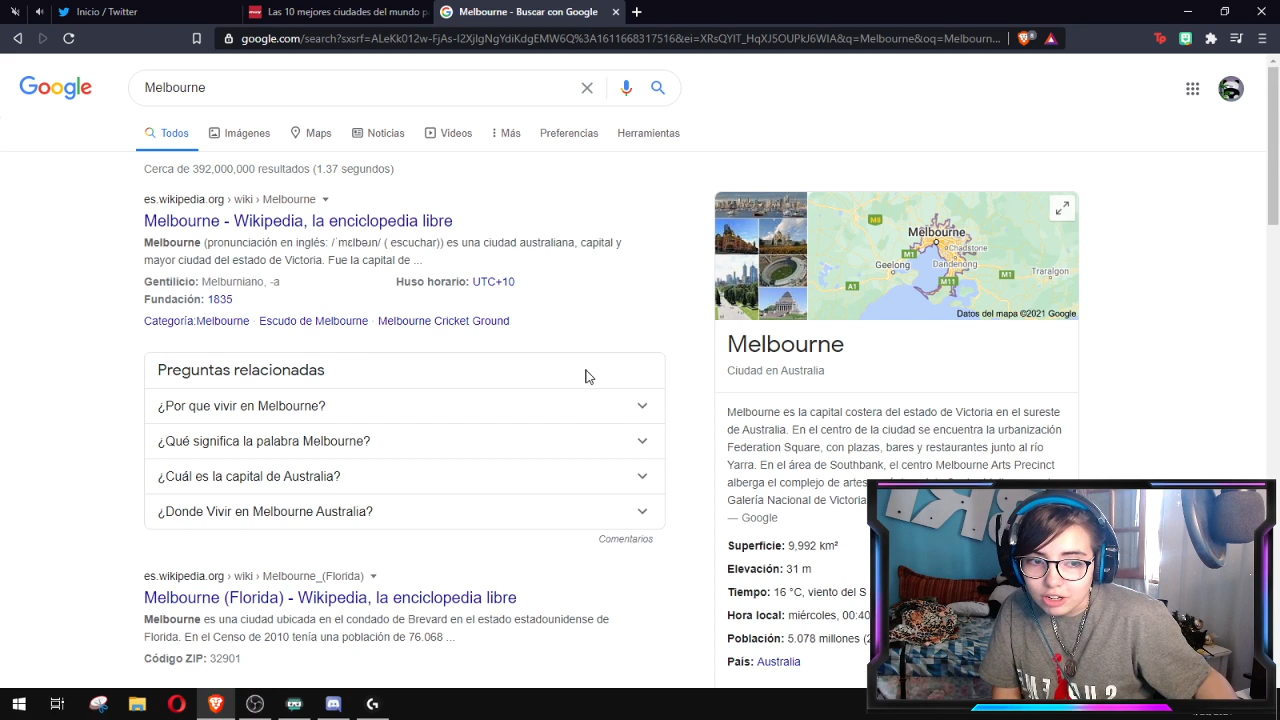 Inicio / Twitter
Las 10 mejores ciudades del mundo p
Melbourne - Buscar con Google
google.com/search?sxsrf=ALeKk012w-FjAs-I2XjIgNgYdiKdgEMW6Q%3A1611668317516&ei=XRsQYIT_HqXJ5OUPkJ6WIA&q=Melbourne&oq=Melbourn...
Google
Melbourne
Todos
Imágenes
Maps
Noticias
Videos
Más
Preferencias
Herramientas
Cerca de 392,000,000 resultados (1.37 segundos)
es.wikipedia.org › wiki › Melbourne
Melbourne - Wikipedia, la enciclopedia libre
Melbourne (pronunciación en inglés: /ˈmɛlbəɹn/ ( escuchar)) es una ciudad australiana, capital y
mayor ciudad del estado de Victoria. Fue la capital de ...
Gentilicio: Melburniano, -a
Huso horario: UTC+10
Fundación: 1835
Categoría:Melbourne · Escudo de Melbourne · Melbourne Cricket Ground
Preguntas relacionadas
¿Por que vivir en Melbourne?
¿Qué significa la palabra Melbourne?
¿Cuál es la capital de Australia?
¿Donde Vivir en Melbourne Australia?
Comentarios
es.wikipedia.org › wiki › Melbourne_(Florida)
Melbourne (Florida) - Wikipedia, la enciclopedia libre
Melbourne es una ciudad ubicada en el condado de Brevard en el estado estadounidense de
Florida. En el Censo de 2010 tenía una población de 76.068 ...
Código ZIP: 32901
M8
Melbourne
Chadstone
M1
Geelong
Dandenong
M1
Traralgon
A1
M11
Datos del mapa ©2021 Google
Melbourne
Ciudad en Australia
Melbourne es la capital costera del estado de Victoria en el sureste
de Australia. En el centro de la ciudad se encuentra la urbanización
Federation Square, con plazas, bares y restaurantes junto al río
Yarra. En el área de Southbank, el centro Melbourne Arts Precinct
alberga el complejo de artes
Galería Nacional de Victoria
— Google
Superficie: 9,992 km²
Elevación: 31 m
Tiempo: 16 °C, viento del S
Hora local: miércoles, 00:40
Población: 5.078 millones (2
País: Australia